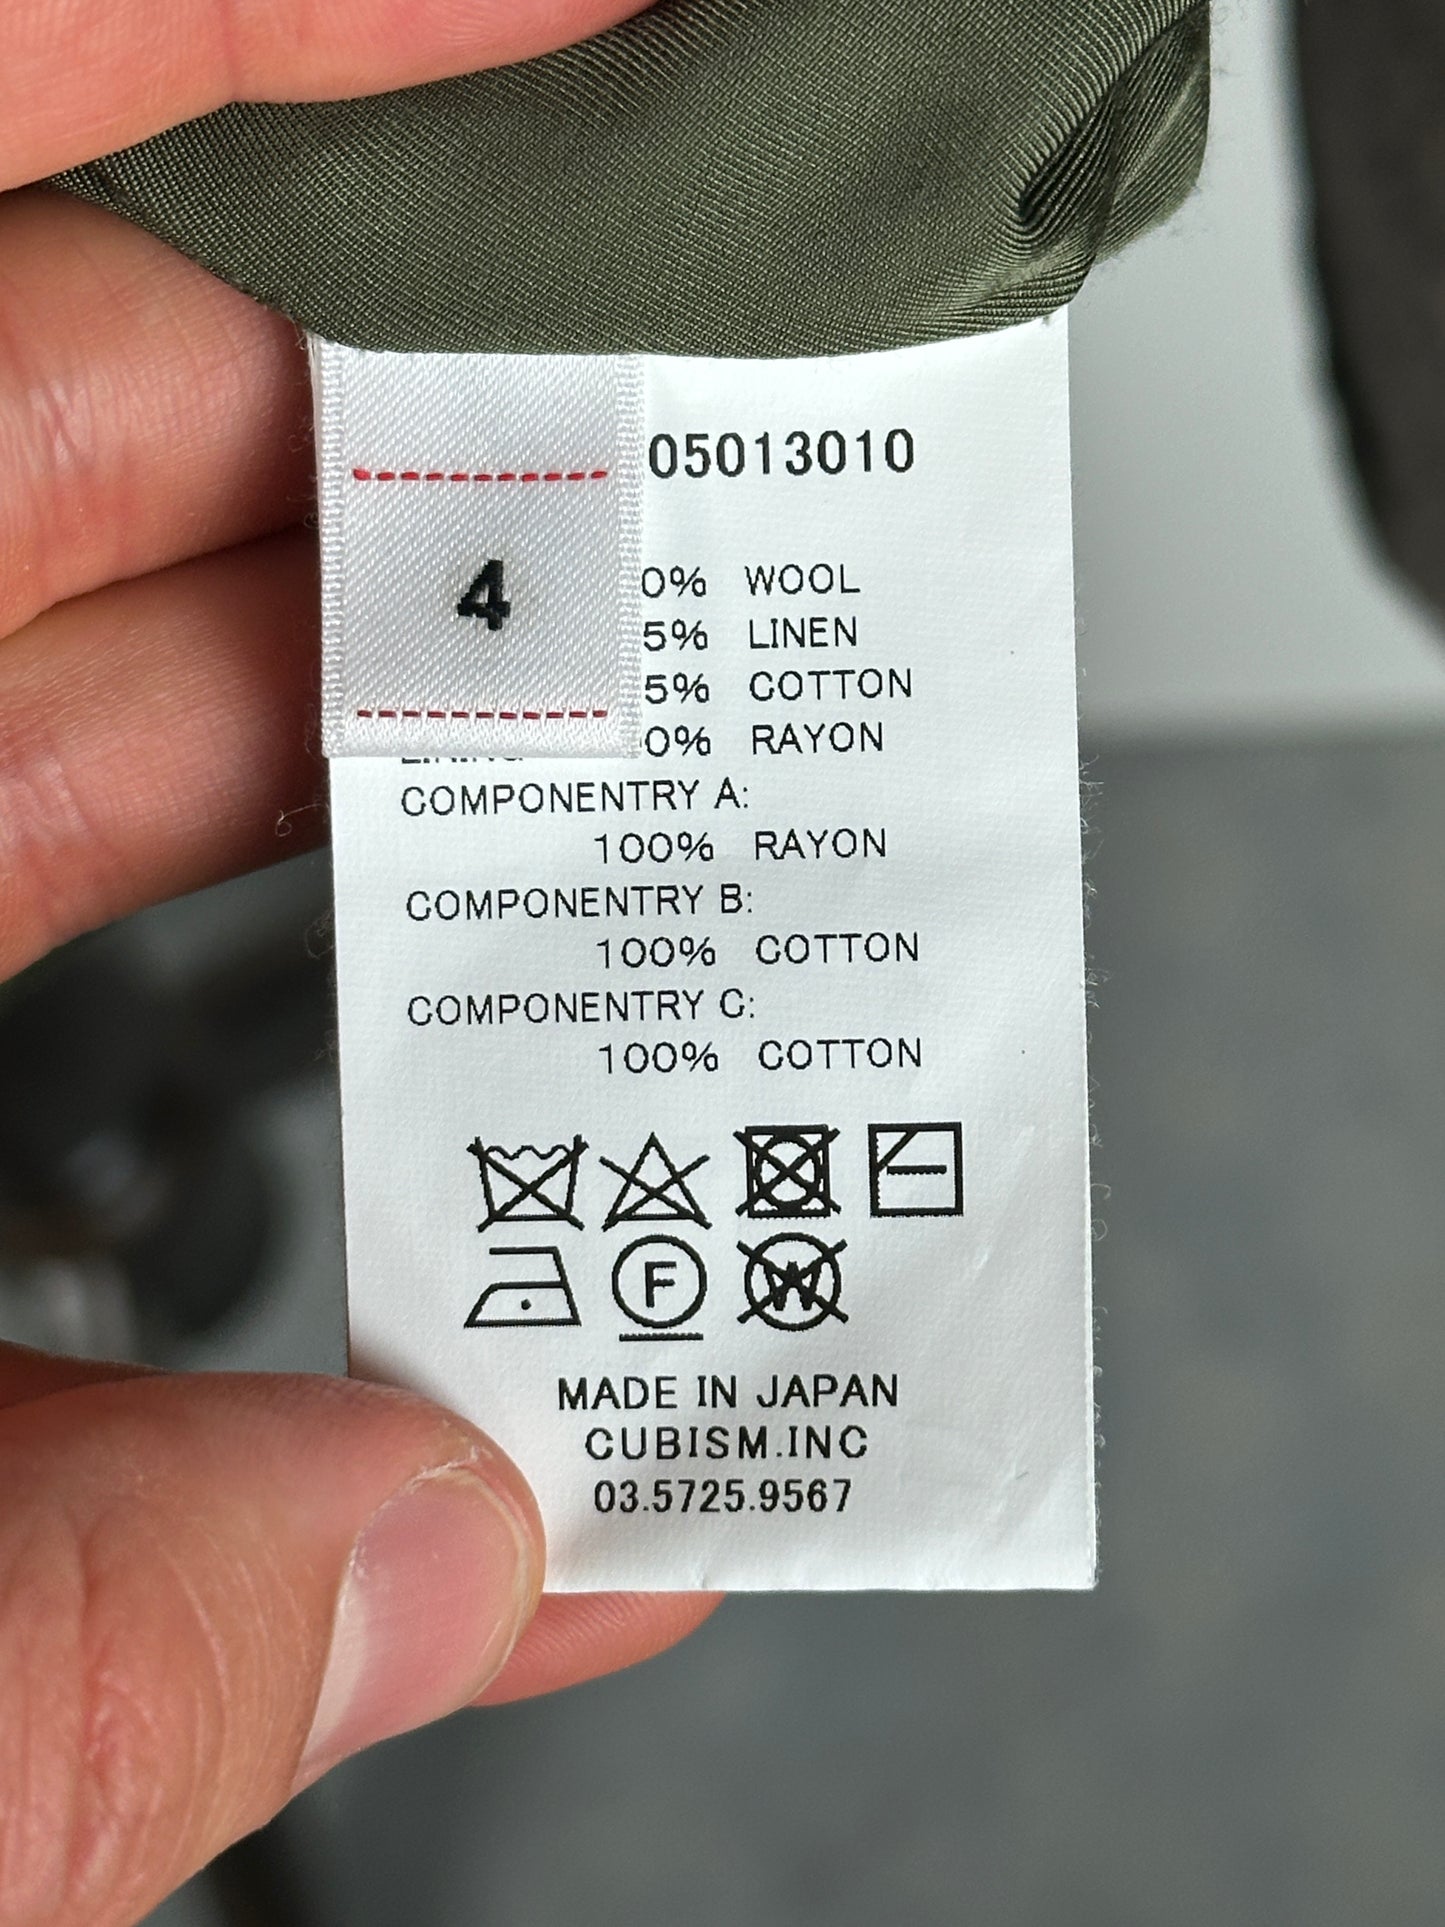 05013010
4
0% WOOL
5% LINEN
5% COTTON
0% RAYON
COMPONENTRY A:
100% RAYON
COMPONENTRY B:
100% COTTON
COMPONENTRY C:
100% COTTON
F
W
MADE IN JAPAN
CUBISM.INC
03.5725.9567